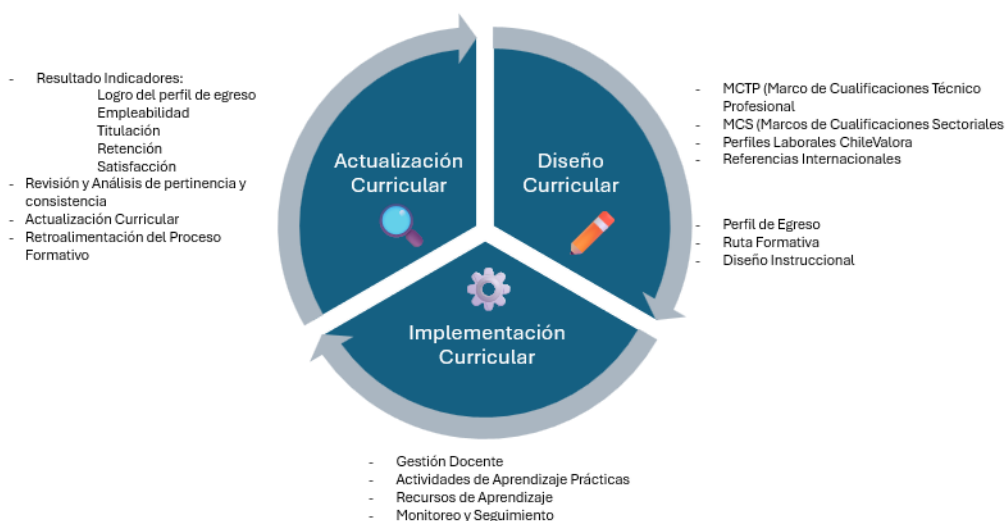 - Resultado Indicadores:
Logro del perfil de egreso
Empleabilidad
Titulación
Retención
Satisfacción
- Revisión y Análisis de pertinencia y
consistencia
- Actualización Curricular
- Retroalimentación del Proceso
Formativo
Actualización
Curricular
Diseño
Curricular
- MCTP (Marco de Cualificaciones Técnico
Profesional
- MCS (Marcos de Cualificaciones Sectoriales
- Perfiles Laborales ChileValora
- Referencias Internacionales
- Perfil de Egreso
- Ruta Formativa
- Diseño Instruccional
Implementación
Curricular
- Gestión Docente
- Actividades de Aprendizaje Prácticas
- Recursos de Aprendizaje
- Monitoreo y Seguimiento